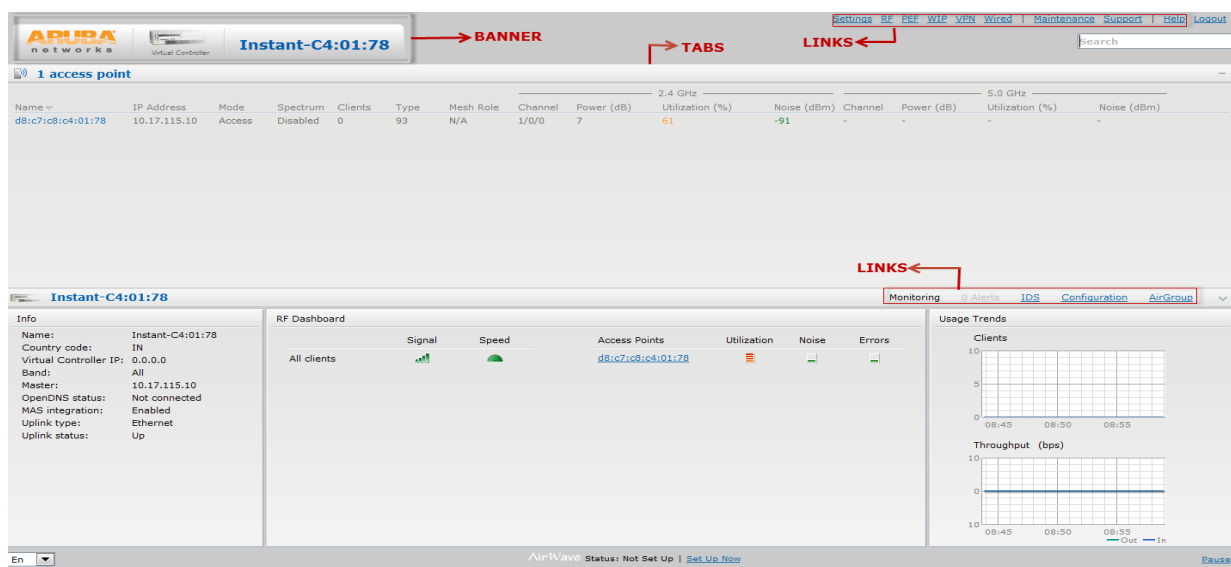 Settings RF PEF WIP VPN Wired | Maintenance Support | Help Logout
ARUBA
networks
Virtual Controller
Instant-C4:01:78
BANNER
TABS
LINKS
Search
1 access point
2.4 GHz
5.0 GHz
Name IP Address Mode Spectrum Clients Type Mesh Role Channel Power (dB) Utilization (%) Noise (dBm) Channel Power (dB) Utilization (%) Noise (dBm)
d8:c7:c8:c4:01:78 10.17.115.10 Access Disabled 0 93 N/A 1/0/0 7 61 -91 - - - -
LINKS
Instant-C4:01:78
Monitoring 0 Alerts IDS Configuration AirGroup
Info
Name: Instant-C4:01:78
Country code: IN
Virtual Controller IP: 0.0.0.0
Band: All
Master: 10.17.115.10
OpenDNS status: Not connected
MAS integration: Enabled
Uplink type: Ethernet
Uplink status: Up
RF Dashboard
Signal Speed
All clients
Access Points Utilization Noise Errors
d8:c7:c8:c4:01:78
Usage Trends
Clients
10
5
0
08:45 08:50 08:55
Throughput (bps)
10
0
10
08:45 08:50 08:55
Out In
En
AirWave Status: Not Set Up | Set Up Now
Pause